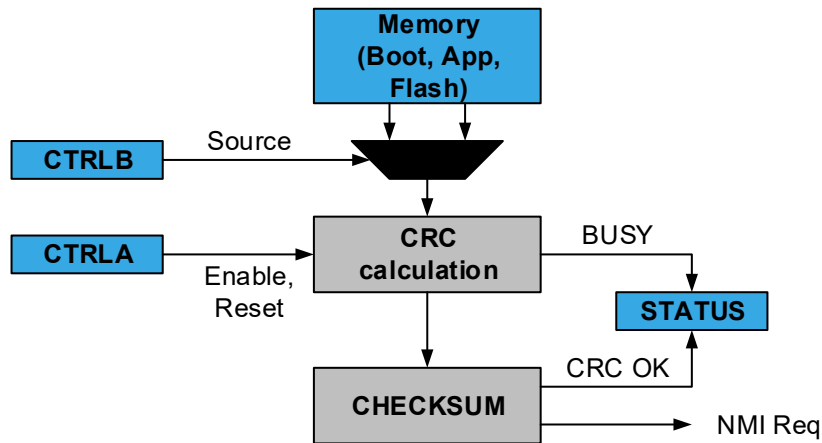 Memory
(Boot, App,
Flash)
Source
CTRLB
CTRLA
Enable,
Reset
CRC
calculation
BUSY
STATUS
CRC OK
CHECKSUM
NMI Req